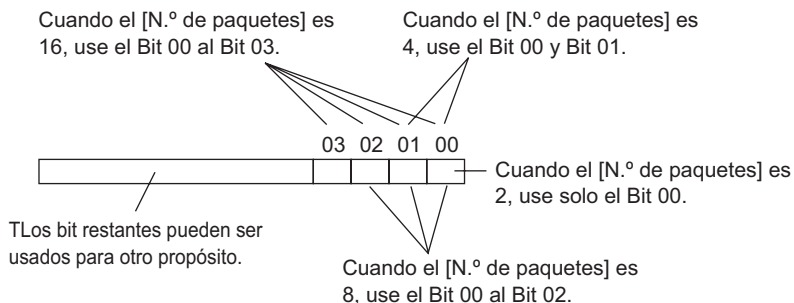 Cuando el [N.º de paquetes] es
16, use el Bit 00 al Bit 03.
Cuando el [N.º de paquetes] es
4, use el Bit 00 y Bit 01.
03 02 01 00
Cuando el [N.º de paquetes] es
2, use solo el Bit 00.
TLos bit restantes pueden ser
usados para otro propósito.
Cuando el [N.º de paquetes] es
8, use el Bit 00 al Bit 02.